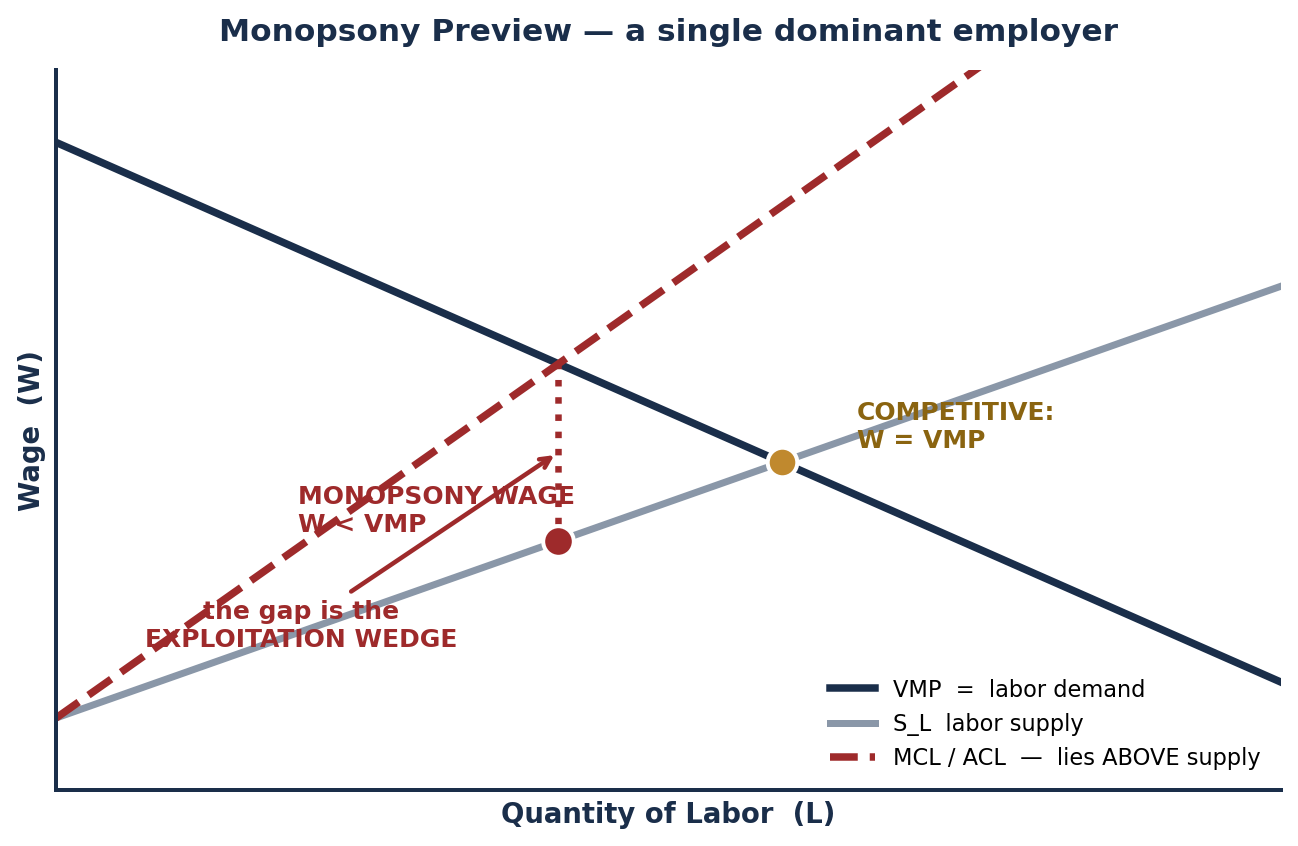 Monopsony Preview — a single dominant employer
Wage (W)
COMPETITIVE:
W = VMP
MONOPSONY WAGE
W < VMP
the gap is the
EXPLOITATION WEDGE
VMP = labor demand
S_L labor supply
MCL / ACL — lies ABOVE supply
Quantity of Labor (L)